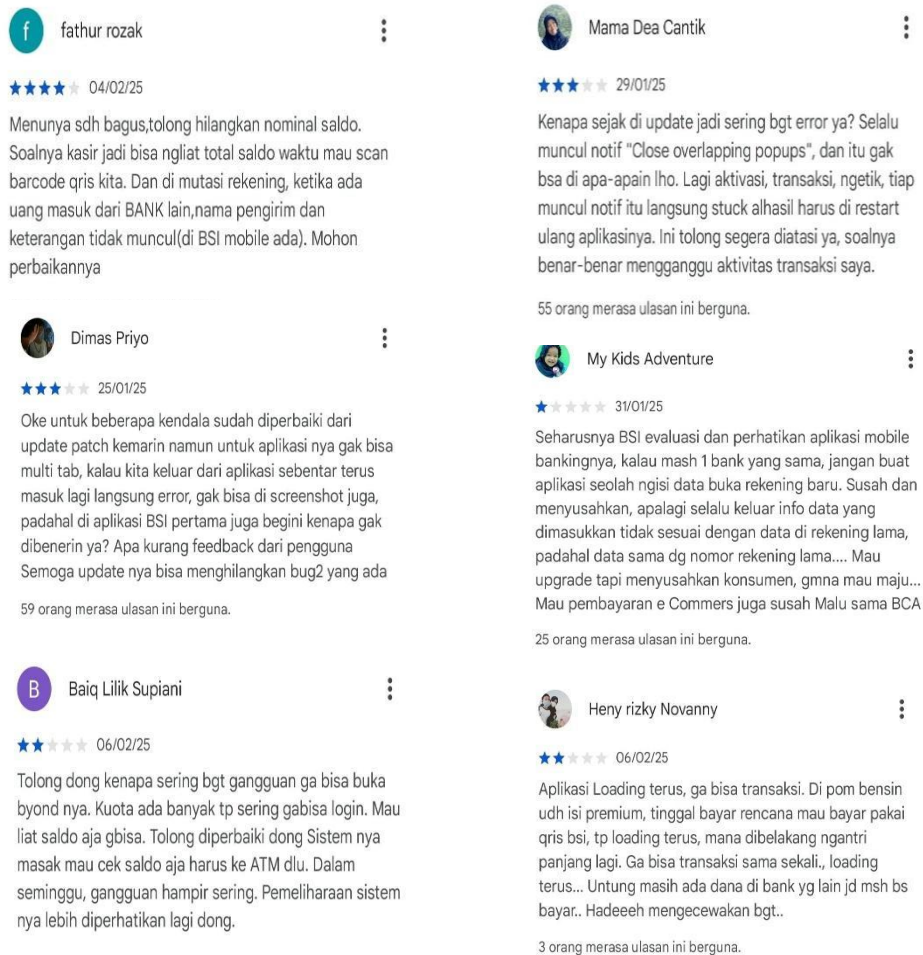 f
fathur rozak
04/02/25
Menunya sdh bagus,tolong hilangkan nominal saldo.
Soalnya kasir jadi bisa ngliat total saldo waktu mau scan
barcode qris kita. Dan di mutasi rekening, ketika ada
uang masuk dari BANK lain,nama pengirim dan
keterangan tidak muncul(di BSI mobile ada). Mohon
perbaikannya
Dimas Priyo
25/01/25
Oke untuk beberapa kendala sudah diperbaiki dari
update patch kemarin namun untuk aplikasi nya gak bisa
multi tab, kalau kita keluar dari aplikasi sebentar terus
masuk lagi langsung error, gak bisa di screenshot juga,
padahal di aplikasi BSI pertama juga begini kenapa gak
dibenerin ya? Apa kurang feedback dari pengguna
Semoga update nya bisa menghilangkan bug2 yang ada
59 orang merasa ulasan ini berguna.
B
Baiq Lilik Supiani
06/02/25
Tolong dong kenapa sering bgt gangguan ga bisa buka
byond nya. Kuota ada banyak tp sering gabisa login. Mau
liat saldo aja gbisa. Tolong diperbaiki dong Sistem nya
masak mau cek saldo aja harus ke ATM dlu. Dalam
seminggu, gangguan hampir sering. Pemeliharaan sistem
nya lebih diperhatikan lagi dong.
Mama Dea Cantik
29/01/25
Kenapa sejak di update jadi sering bgt error ya? Selalu
muncul notif "Close overlapping popups", dan itu gak
bsa di apa-apain lho. Lagi aktivasi, transaksi, ngetik, tiap
muncul notif itu langsung stuck alhasil harus di restart
ulang aplikasinya. Ini tolong segera diatasi ya, soalnya
benar-benar mengganggu aktivitas transaksi saya.
55 orang merasa ulasan ini berguna.
My Kids Adventure
31/01/25
Seharusnya BSI evaluasi dan perhatikan aplikasi mobile
bankingnya, kalau mash 1 bank yang sama, jangan buat
aplikasi seolah ngisi data buka rekening baru. Susah dan
menyusahkan, apalagi selalu keluar info data yang
dimasukkan tidak sesuai dengan data di rekening lama,
padahal data sama dg nomor rekening lama.... Mau
upgrade tapi menyusahkan konsumen, gmna mau maju...
Mau pembayaran e Commers juga susah Malu sama BCA
25 orang merasa ulasan ini berguna.
Heny rizky Novanny
06/02/25
Aplikasi Loading terus, ga bisa transaksi. Di pom bensin
udh isi premium, tinggal bayar rencana mau bayar pakai
qris bsi, tp loading terus, mana dibelakang ngantri
panjang lagi. Ga bisa transaksi sama sekali., loading
terus... Untung masih ada dana di bank yg lain jd msh bs
bayar.. Hadeeeh mengecewakan bgt..
3 orang merasa ulasan ini berguna.